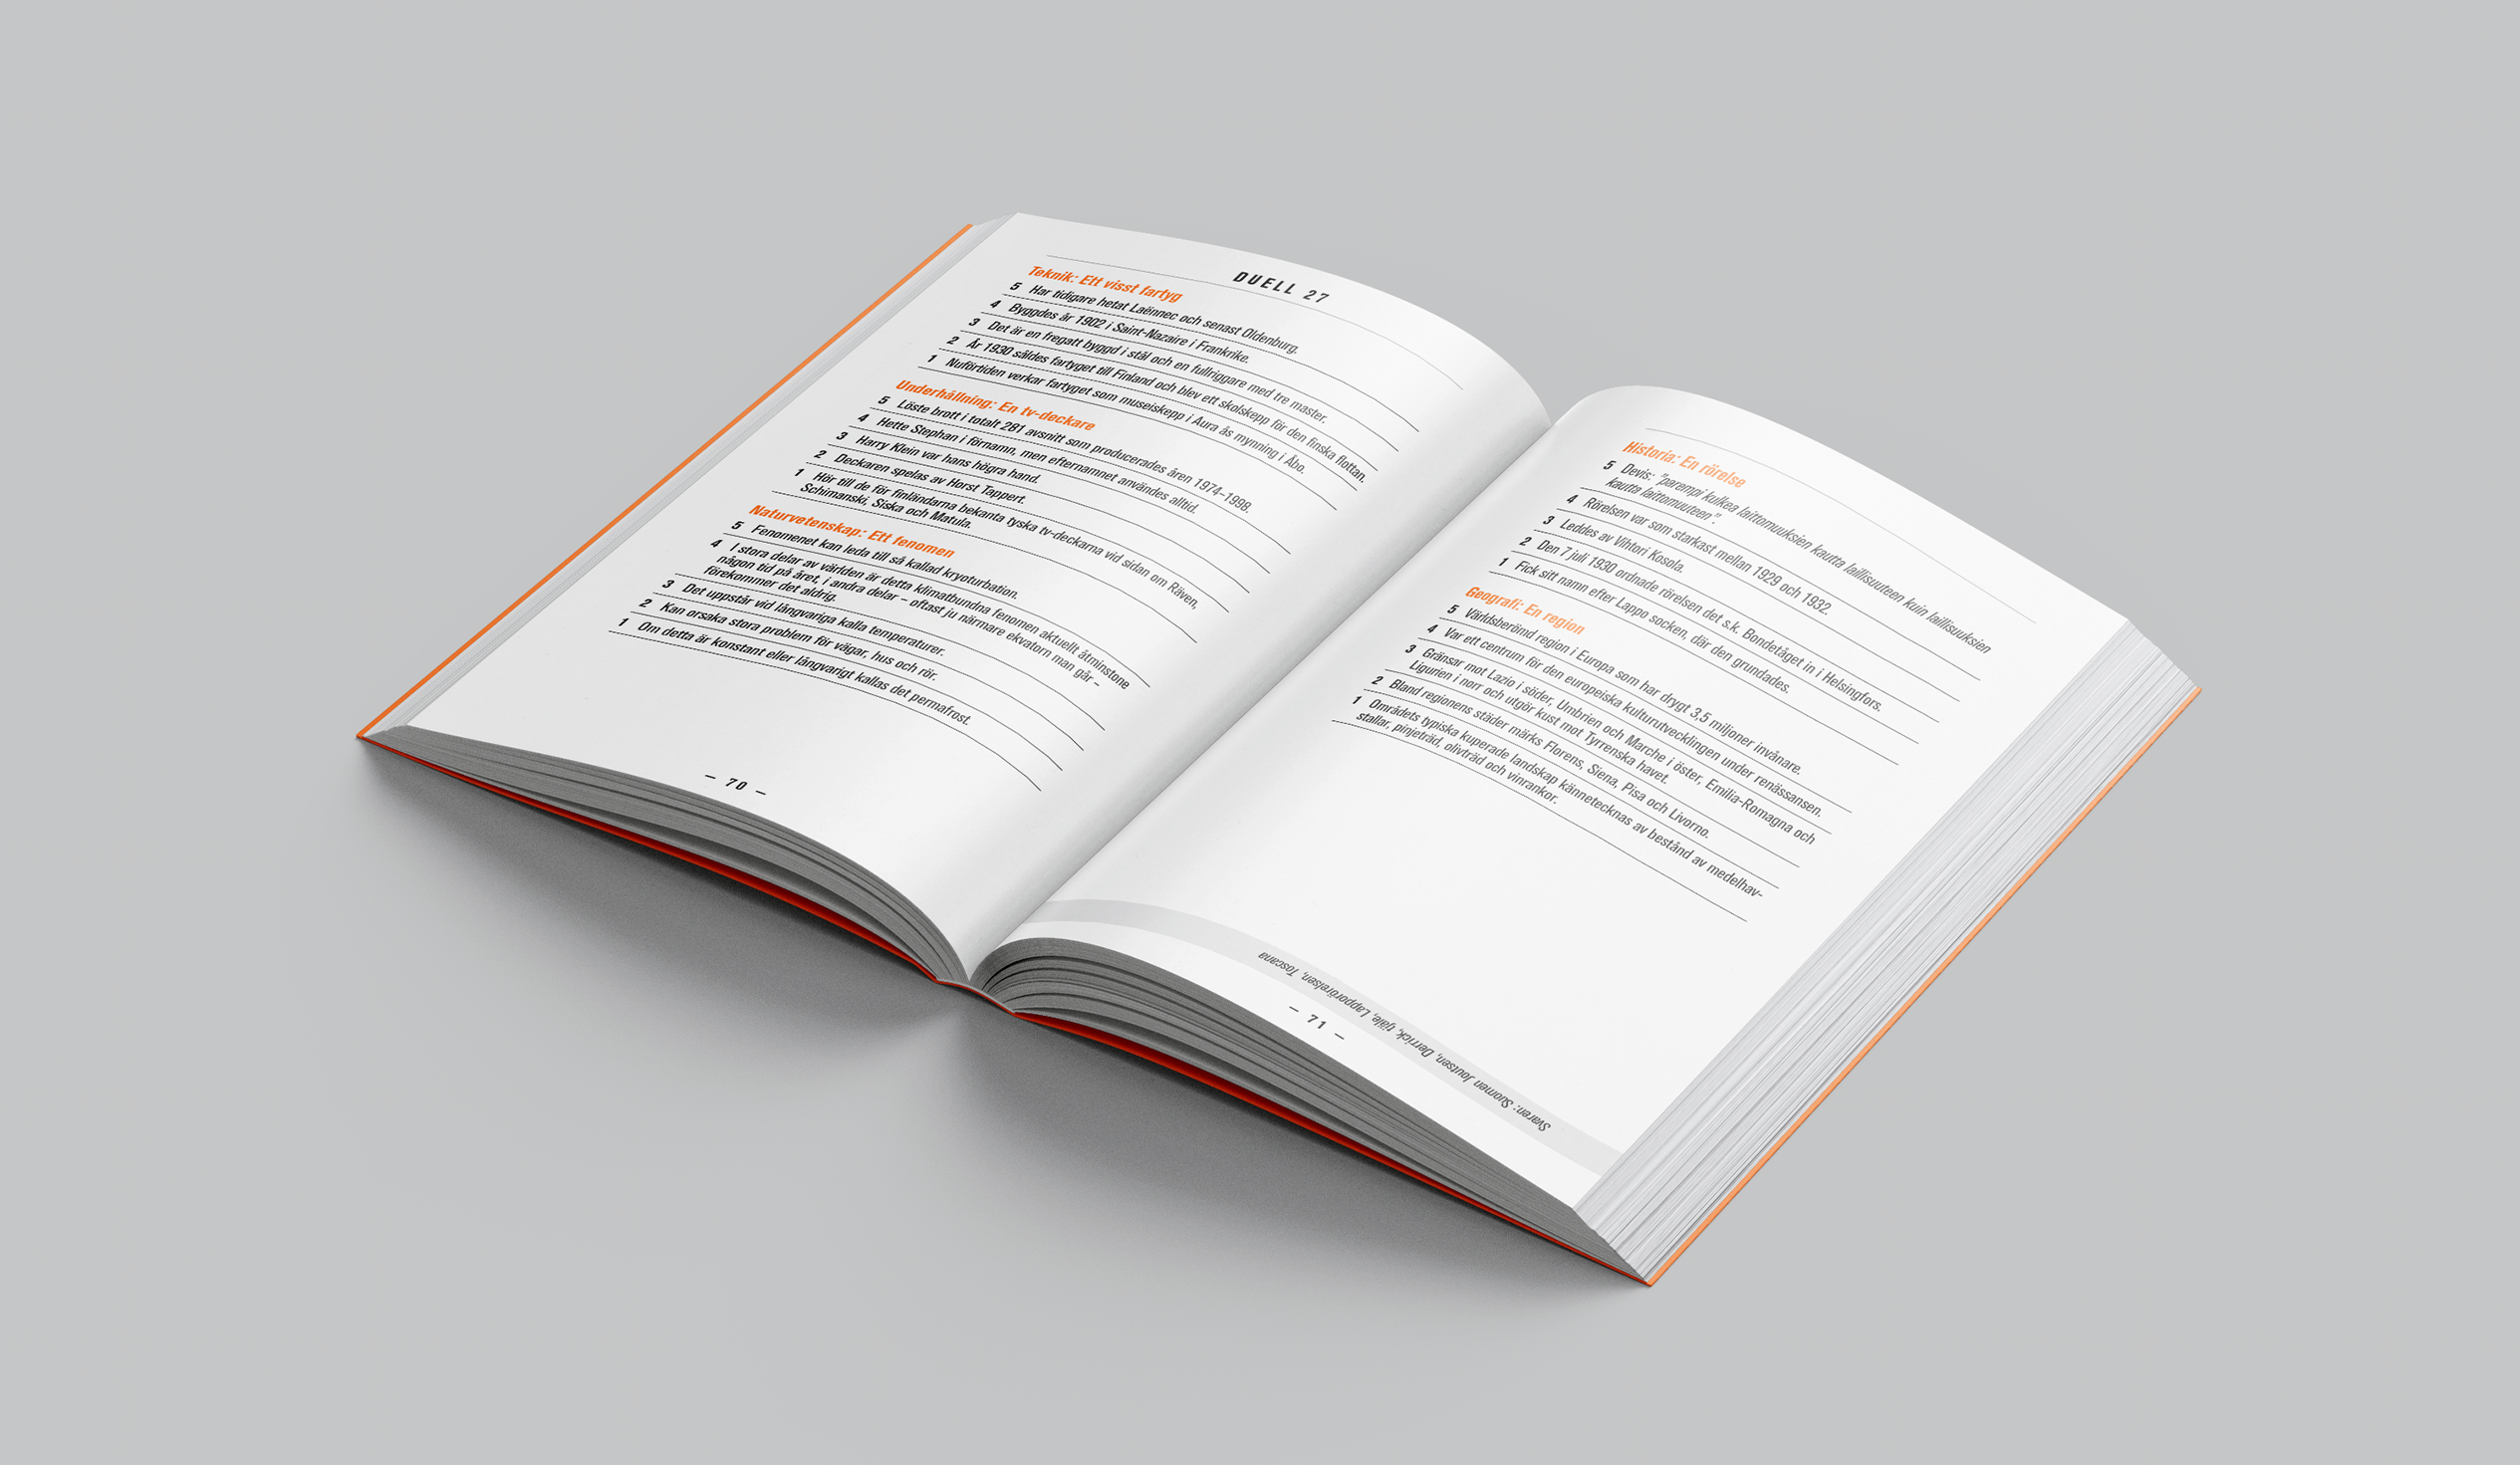 DUELL 27
Teknik: Ett visst fartyg
5 Har tidigare hetat Laënnec och senast Oldenburg.
4 Byggdes år 1902 i Saint-Nazaire i Frankrike.
3 Det är en fregatt byggd i stål och en fullriggare med tre master.
2 År 1930 såldes fartyget till Finland och blev ett skolskepp för den finska flottan.
1 Nuförtiden verkar fartyget som museiskepp i Aura ås mynning i Åbo.
Underhållning: En tv-deckare
5 Löste brott i totalt 281 avsnitt som producerades åren 1974–1998.
4 Hette Stephan i förnamn, men efternamnet användes alltid.
3 Harry Klein var hans högra hand.
2 Deckaren spelas av Horst Tappert.
1 Hör till de för finländarna bekanta tyska tv-deckarna vid sidan om Räven,
Schimanski, Siska och Matula.
Naturvetenskap: Ett fenomen
5 Fenomenet kan leda till så kallad kryoturbation.
4 I stora delar av världen är detta klimatbundna fenomen aktuellt åtminstone
någon tid på året, i andra delar – oftast ju närmare ekvatorn man går –
förekommer det aldrig.
3 Det uppstår vid långvariga kalla temperaturer.
2 Kan orsaka stora problem för vägar, hus och rör.
1 Om detta är konstant eller långvarigt kallas det permafrost.
– 70 –
Historia: En rörelse
5 Devis: ”parempi kulkea laittomuuksien kautta laillisuuteen kuin laillisuuksien
kautta laittomuuteen”.
4 Rörelsen var som starkast mellan 1929 och 1932.
3 Leddes av Vihtori Kosola.
2 Den 7 juli 1930 ordnade rörelsen det s.k. Bondetåget in i Helsingfors.
1 Fick sitt namn efter Lappo socken, där den grundades.
Geografi: En region
5 Världsberömd region i Europa som har drygt 3,5 miljoner invånare.
4 Var ett centrum för den europeiska kulturutvecklingen under renässansen.
3 Gränsar mot Lazio i söder, Umbrien och Marche i öster, Emilia-Romagna och
Ligurien i norr och utgör kust mot Tyrrenska havet.
2 Bland regionens städer märks Florens, Siena, Pisa och Livorno.
1 Områdets typiska kuperade landskap kännetecknas av bestånd av medelhav-
stallar, pinjeträd, olivträd och vinrankor.
Svaren: Suomen Joutsen, Derrick, tjäle, Lapporörelsen, Toscana
– 71 –